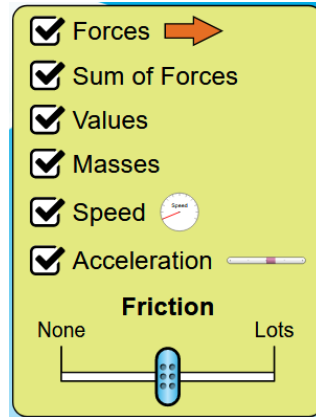 Forces
Sum of Forces
Values
Masses
Speed Speed
Acceleration
Friction
None Lots